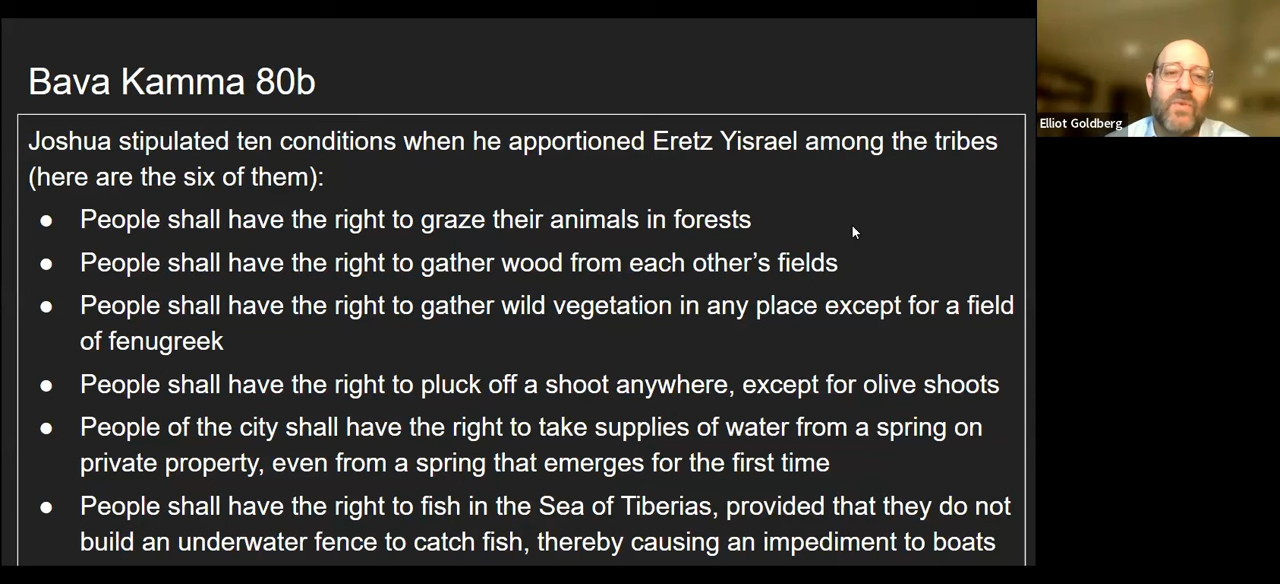 Bava Kamma 80b
Joshua stipulated ten conditions when he apportioned Eretz Yisrael among the tribes
(here are the six of them):
● People shall have the right to graze their animals in forests
● People shall have the right to gather wood from each other's fields
● People shall have the right to gather wild vegetation in any place except for a field
of fenugreek
● People shall have the right to pluck off a shoot anywhere, except for olive shoots
● People of the city shall have the right to take supplies of water from a spring on
private property, even from a spring that emerges for the first time
● People shall have the right to fish in the Sea of Tiberias, provided that they do not
build an underwater fence to catch fish, thereby causing an impediment to boats
Elliot Goldberg